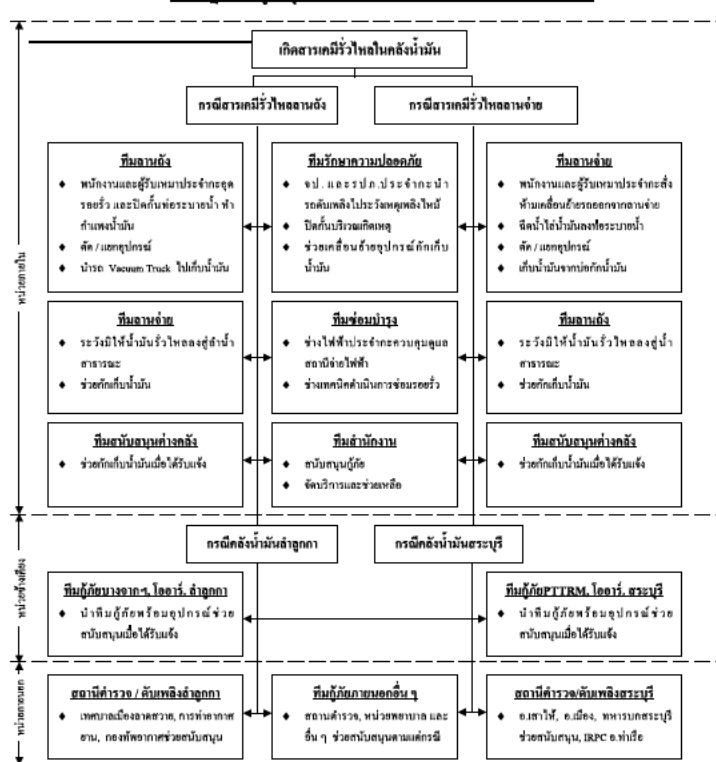 เกิดสารเคมีรั่วไหลในคลังน้ำมัน
กรณีสารเคมีรั่วไหลลานถัง
กรณีสารเคมีรั่วไหลลานจ่าย
หน่วยภายใน
ทีมลานถัง
♦ พนักงานและผู้รับเหมาประจำกะอุด
รอยรั่ว และปิดกั้นท่อระบายน้ำ ทำ
กำแพงน้ำมัน
♦ ตัด / แยกอุปกรณ์
♦ นำรถ Vacuum Truck ไปเก็บน้ำมัน
ทีมรักษาความปลอดภัย
♦ จป. และรปภ.ประจำกะนำ
รถดับเพลิงไประวังเหตุเพลิงไหม้
♦ ปิดกั้นบริเวณเกิดเหตุ
♦ ช่วยเคลื่อนย้ายอุปกรณ์กักเก็บ
น้ำมัน
ทีมลานจ่าย
♦ พนักงานและผู้รับเหมาประจำกะสั่ง
ห้ามเคลื่อนย้ายรถออกจากลานจ่าย
♦ ฉีดน้ำไล่น้ำมันลงท่อระบายน้ำ
♦ ตัด / แยกอุปกรณ์
♦ เก็บน้ำมันจากบ่อกักน้ำมัน
ทีมลานจ่าย
♦ ระวังมิให้น้ำมันรั่วไหลลงสู่ลำน้ำ
สาธารณะ
♦ ช่วยกักเก็บน้ำมัน
ทีมซ่อมบำรุง
♦ ช่างไฟฟ้าประจำกะควบคุมดูแล
สถานีจ่ายไฟฟ้า
♦ ช่างเทคนิคดำเนินการซ่อมรอยรั่ว
ทีมลานถัง
♦ ระวังมิให้น้ำมันรั่วไหลลงสู่น้ำ
สาธารณะ
♦ ช่วยกักเก็บน้ำมัน
ทีมสนับสนุนต่างคลัง
♦ ช่วยกักเก็บน้ำมันเมื่อได้รับแจ้ง
ทีมสำนักงาน
♦ สนับสนุนกู้ภัย
♦ จัดบริการและช่วยเหลือ
ทีมสนับสนุนต่างคลัง
♦ ช่วยกักเก็บน้ำมันเมื่อได้รับแจ้ง
หน่วยข้างเคียง
กรณีคลังน้ำมันลำลูกกา
กรณีคลังน้ำมันสระบุรี
ทีมกู้ภัยบางจากฯ, โออาร์. ลำลูกกา
♦ นำทีมกู้ภัยพร้อมอุปกรณ์ช่วย
สนับสนุนเมื่อได้รับแจ้ง
ทีมกู้ภัยPTTRM, โออาร์. สระบุรี
♦ นำทีมกู้ภัยพร้อมอุปกรณ์ช่วย
สนับสนุนเมื่อได้รับแจ้ง
หน่วยภายนอก
สถานีตำรวจ / ดับเพลิงลำลูกกา
♦ เทศบาลเมืองลาดสวาย, การท่าอากาศ
ยาน, กองทัพอากาศช่วยสนับสนุน
ทีมกู้ภัยภายนอกอื่น ๆ
♦ สถานตำรวจ, หน่วยพยาบาล และ
อื่น ๆ ช่วยสนับสนุนตามแต่กรณี
สถานีตำรวจ/ดับเพลิงสระบุรี
♦ อ.เสาไห้, อ.เมือง, ทหารบกสระบุรี
ช่วยสนับสนุน, IRPC อ.ท่าเรือ